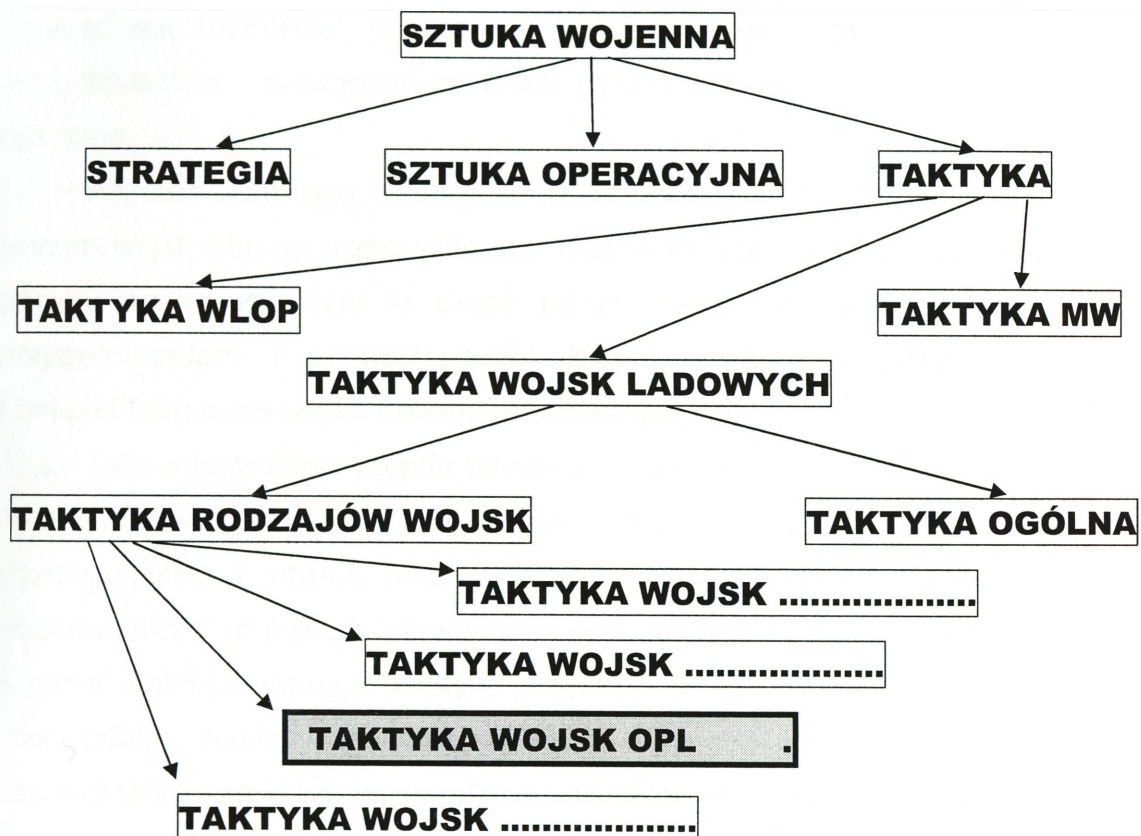 SZTUKA WOJENNA
STRATEGIA
SZTUKA OPERACYJNA
TAKTYKA
TAKTYKA WLOP
TAKTYKA MW
TAKTYKA WOJSK LADOWYCH
TAKTYKA RODZAJÓW WOJSK
TAKTYKA OGÓLNA
TAKTYKA WOJSK .................
TAKTYKA WOJSK .................
TAKTYKA WOJSK OPL .
TAKTYKA WOJSK .................